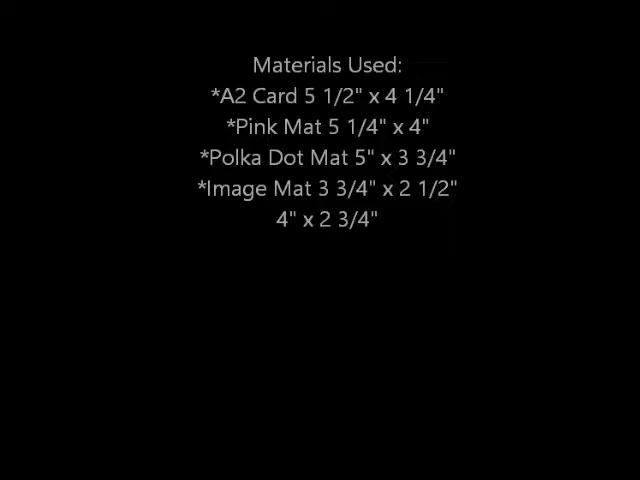 Materials Used:
*A2 Card 5 1/2" x 4 1/4"
*Pink Mat 5 1/4" x 4"
*Polka Dot Mat 5" x 3 3/4"
*Image Mat 3 3/4" x 2 1/2"
4" x 2 3/4"